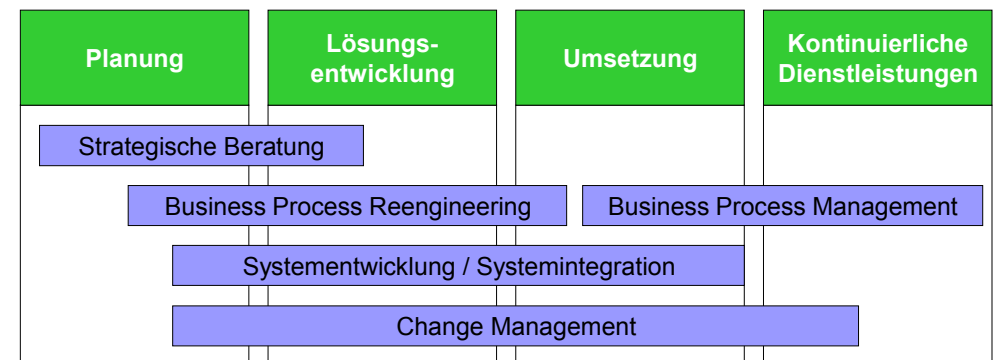 Planung
Lösungs-
entwicklung
Umsetzung
Kontinuierliche
Dienstleistungen
Strategische Beratung
Business Process Reengineering
Business Process Management
Systementwicklung / Systemintegration
Change Management